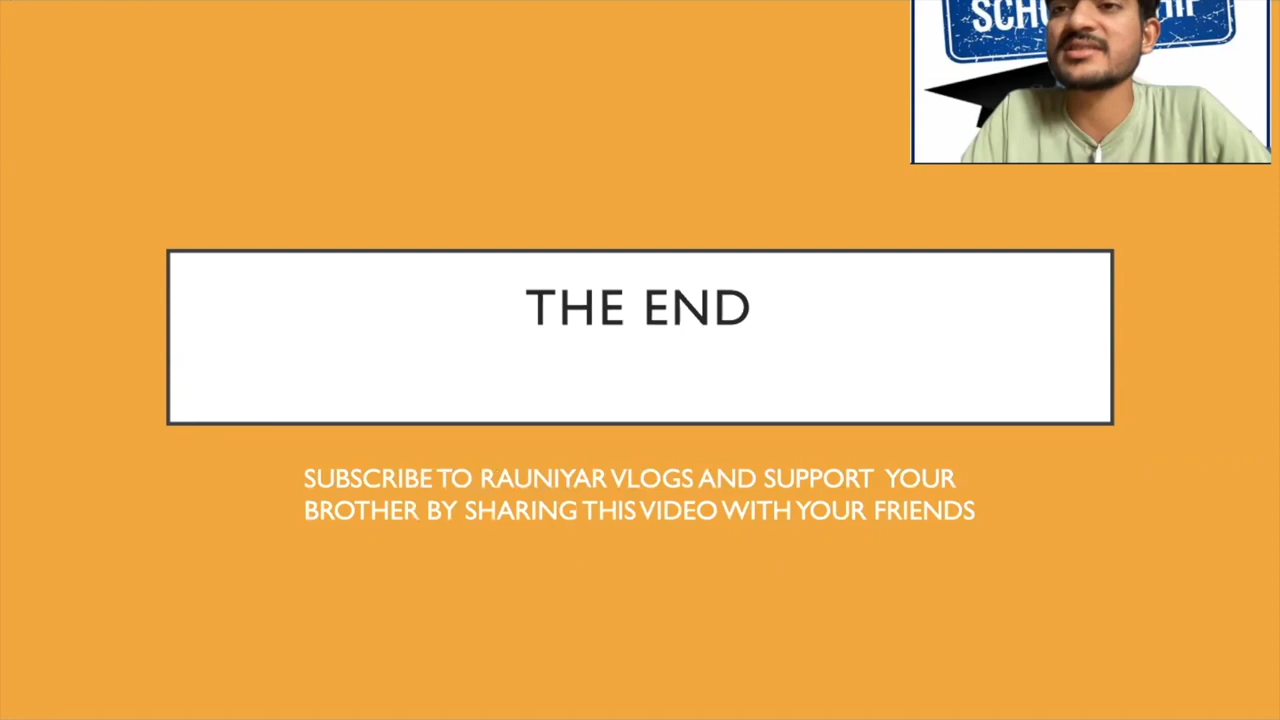 THE END
SUBSCRIBE TO RAUNIYAR VLOGS AND SUPPORT YOUR
BROTHER BY SHARING THIS VIDEO WITH YOUR FRIENDS